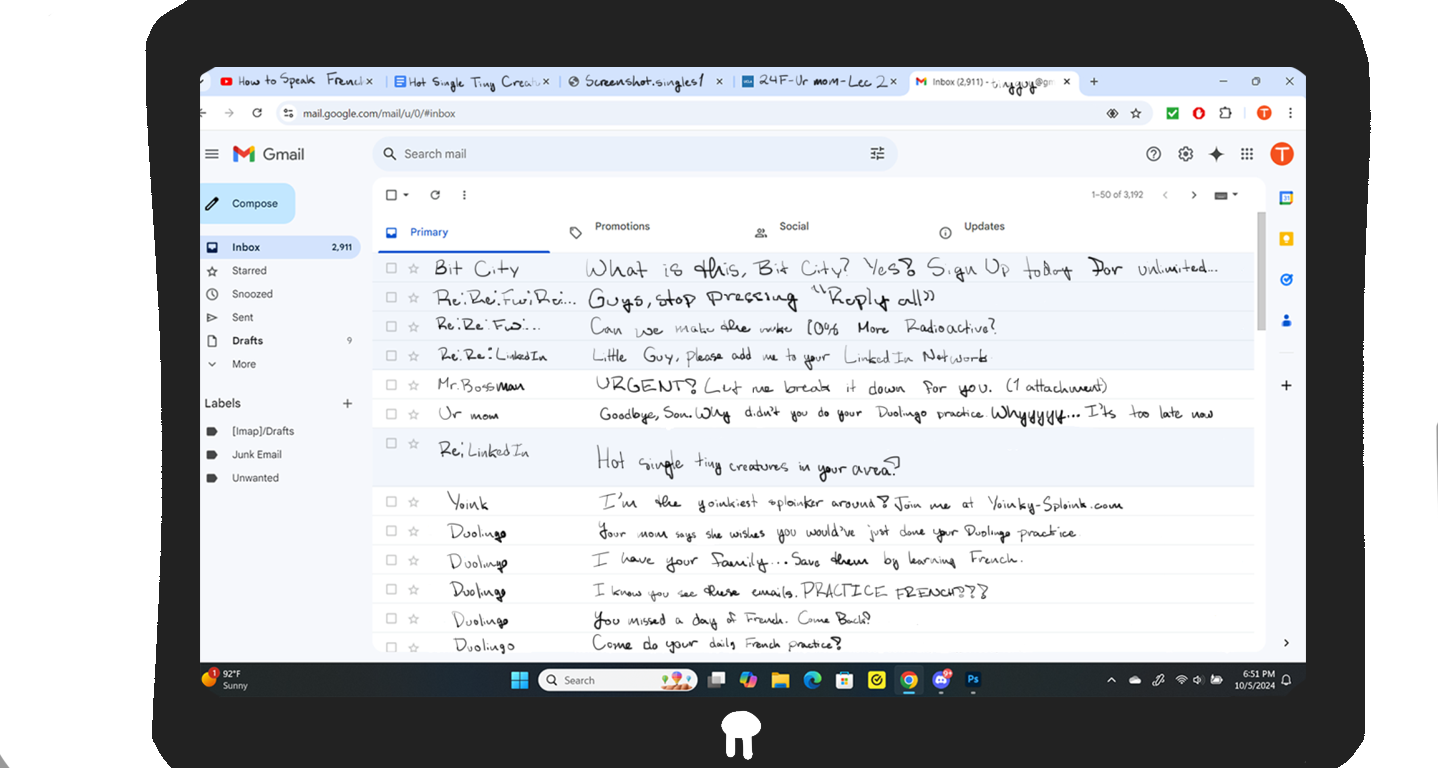 How to Speak Frenc
Hot Single Tiny Creat
Screenshot.singles1
24F-Ur mom-Lec 2
Inbox (2,911) - tinyguy@gm
mail.google.com/mail/u/0/#inbox
T
Gmail
Search mail
T
Compose
1–50 of 3,192
Primary
Promotions
Social
Updates
Inbox 2,911
Starred
Snoozed
Sent
Drafts 9
More
Labels
[Imap]/Drafts
Junk Email
Unwanted
Bit City What is this, Bit City? Yes! Sign Up today for unlimited...
Re:Re:Fw:Re:... Guys, stop pressing "Reply all"
Re:Re:Fw:... Can we make the nuke 10% More Radioactive?
Re:Re:LinkedIn Little Guy, please add me to your LinkedIn Network
Mr.Bossman URGENT! Let me break it down for you. (1 attachment)
Ur mom Goodbye, Son. Why didn't you do your Duolingo practice Whyyyyy... It's too late now
Re: LinkedIn Hot single tiny creatures in your area!
Yoink I'm the yoinkiest sploinker around! Join me at Yoinky-Sploink.com
Duolingo Your mom says she wishes you would've just done your Duolingo practice
Duolingo I have your family... Save them by learning French.
Duolingo I know you see these emails. PRACTICE FRENCH???
Duolingo You missed a day of French. Come Back!
Duolingo Come do your daily French practice!
1
92°F
Sunny
Search
Ps
6:51 PM
10/5/2024